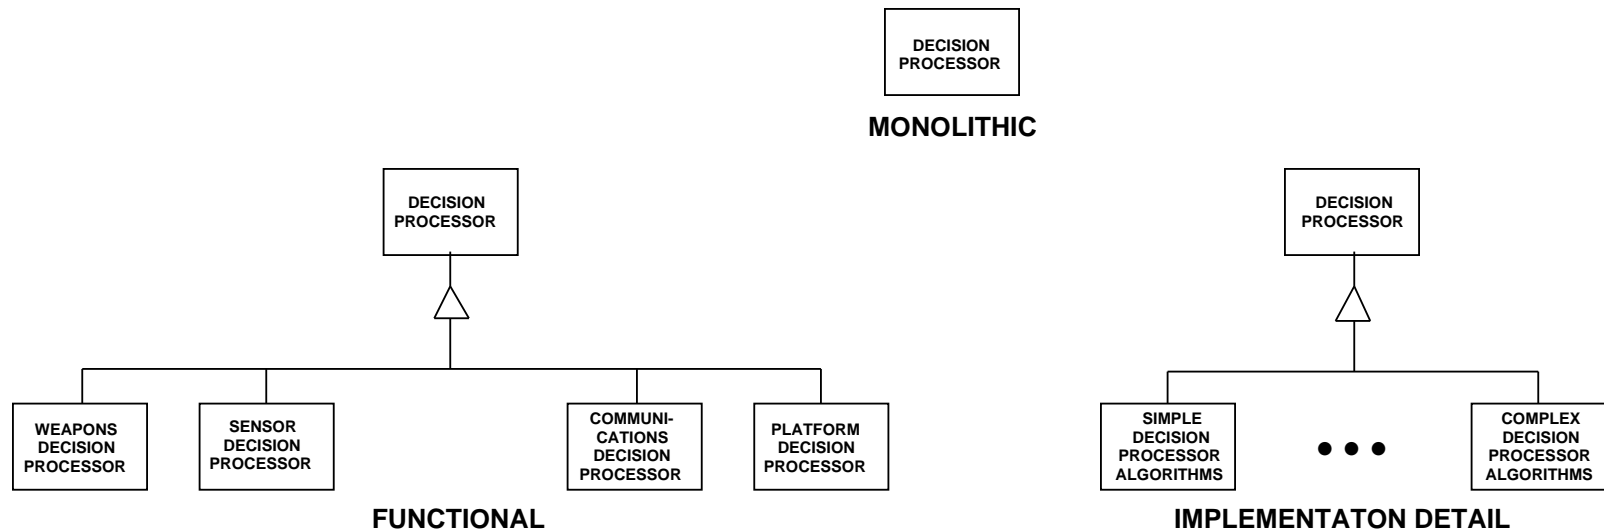 DECISION
PROCESSOR
MONOLITHIC
DECISION
PROCESSOR
WEAPONS
DECISION
PROCESSOR
SENSOR
DECISION
PROCESSOR
COMMUNI-
CATIONS
DECISION
PROCESSOR
PLATFORM
DECISION
PROCESSOR
FUNCTIONAL
DECISION
PROCESSOR
SIMPLE
DECISION
PROCESSOR
ALGORITHMS
COMPLEX
DECISION
PROCESSOR
ALGORITHMS
IMPLEMENTATON DETAIL